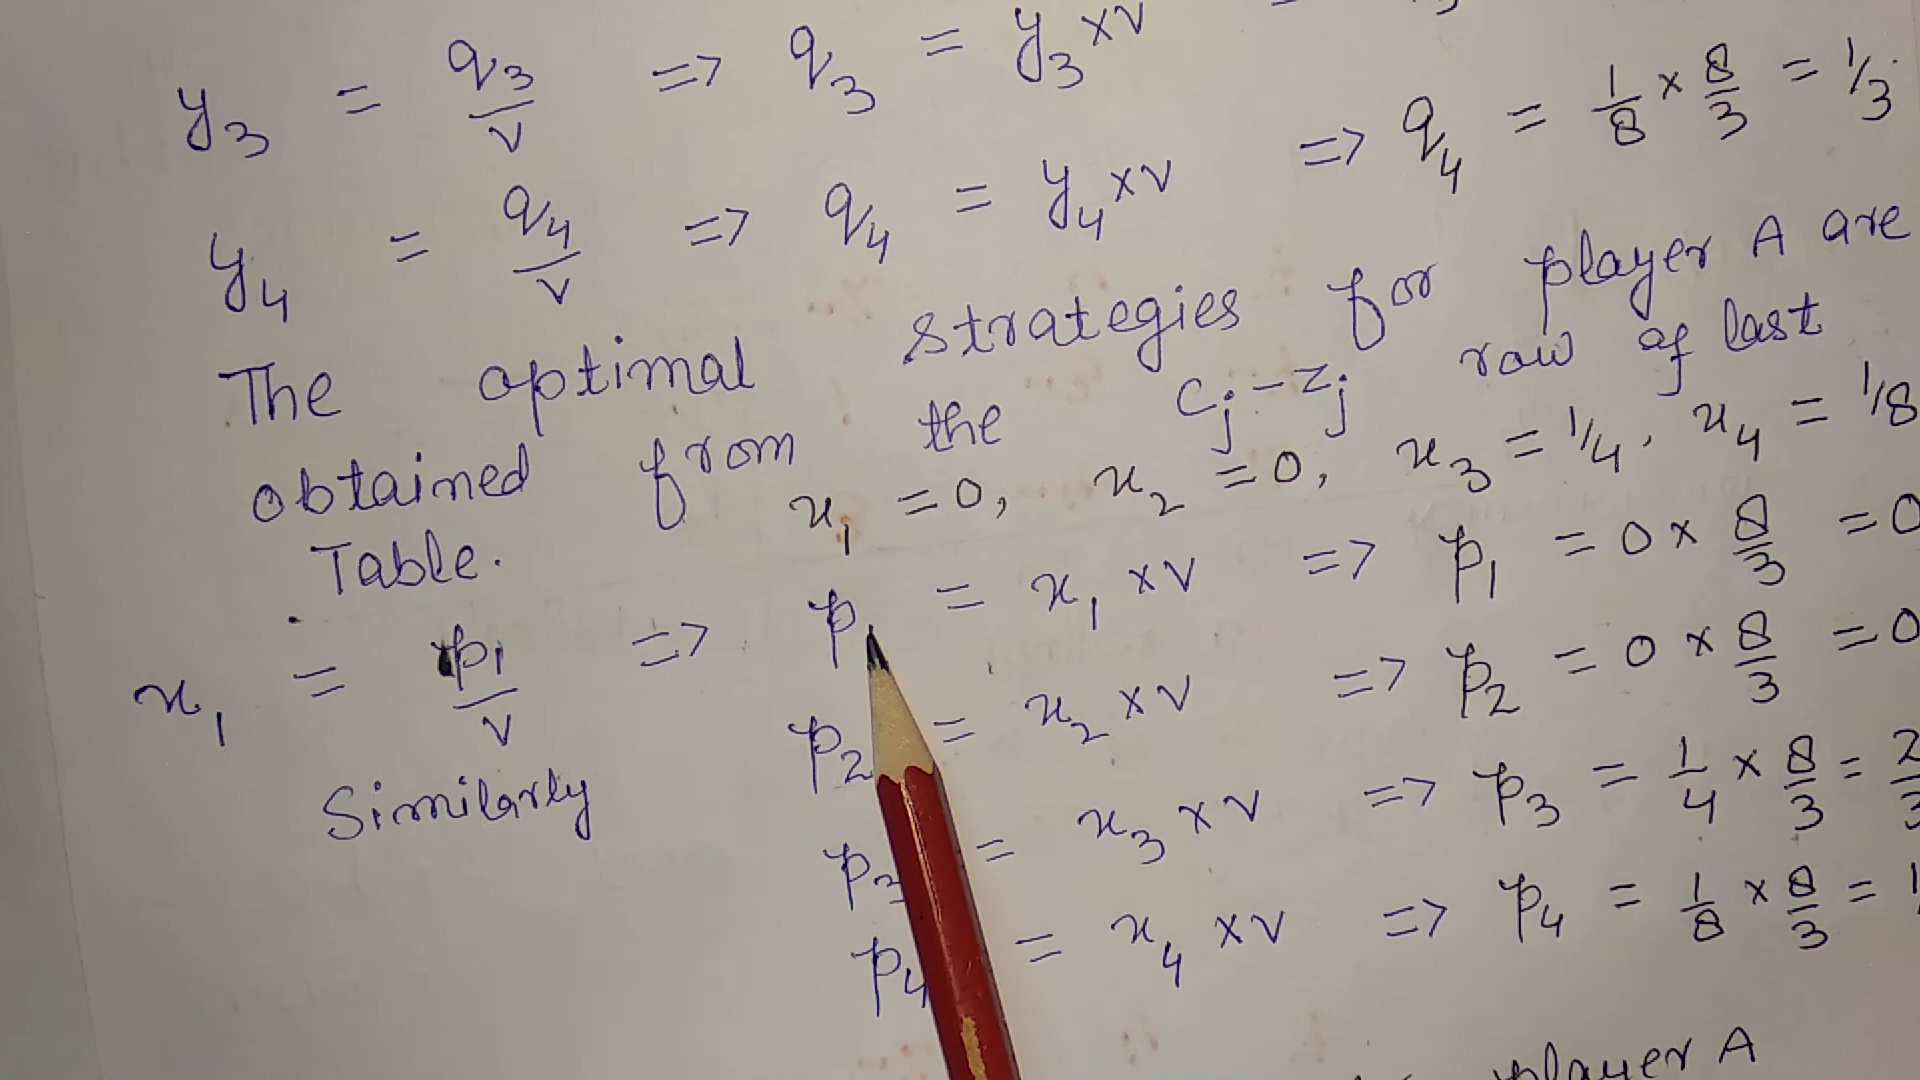 y₃ = q₃/v => q₃ = y₃ × v
y₄ = q₄/v => q₄ = y₄ × v => q₄ = 1/8 × 8/3 = 1/3
The optimal strategies for player A are
obtained from the cⱼ - zⱼ row of last
Table. x₁ = 0, x₂ = 0, x₃ = 1/4, x₄ = 1/8
x₁ = p₁/v => p₁ = x₁ × v => p₁ = 0 × 8/3 = 0
Similarly p₂ = x₂ × v => p₂ = 0 × 8/3 = 0
p₃ = x₃ × v => p₃ = 1/4 × 8/3 = 2/3
p₄ = x₄ × v => p₄ = 1/8 × 8/3 =
player A